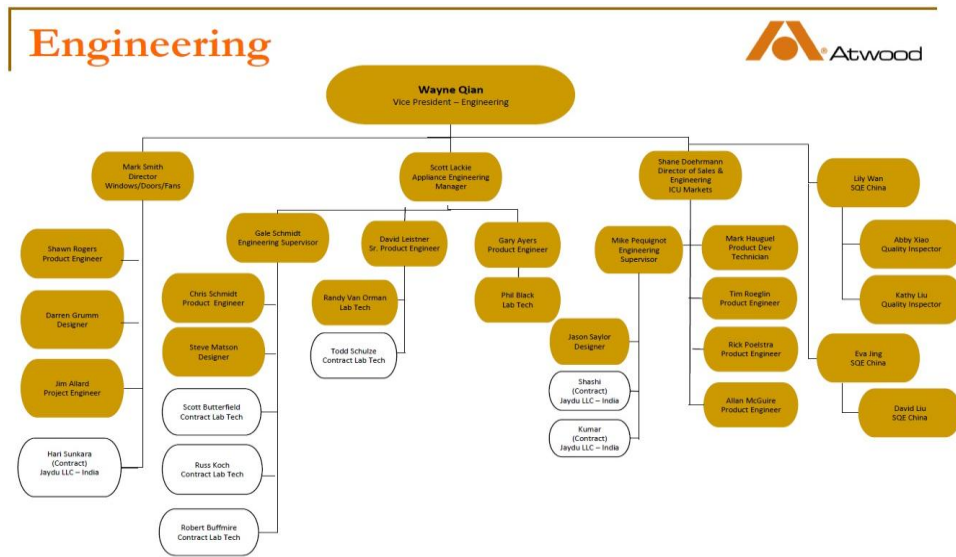 Engineering
® Atwood
Wayne Qian
Vice President – Engineering
Mark Smith
Director
Windows/Doors/Fans
Scott Lackie
Appliance Engineering
Manager
Shane Doehrmann
Director of Sales &
Engineering
ICU Markets
Lily Wan
SQE China
Shawn Rogers
Product Engineer
Gale Schmidt
Engineering Supervisor
David Leistner
Sr. Product Engineer
Gary Ayers
Product Engineer
Mike Pequignot
Engineering
Supervisor
Mark Hauguel
Product Dev
Technician
Abby Xiao
Quality Inspector
Darren Grumm
Designer
Chris Schmidt
Product Engineer
Randy Van Orman
Lab Tech
Phil Black
Lab Tech
Tim Roeglin
Product Engineer
Kathy Liu
Quality Inspector
Jim Allard
Project Engineer
Steve Matson
Designer
Todd Schulze
Contract Lab Tech
Jason Saylor
Designer
Rick Poelstra
Product Engineer
Eva Jing
SQE China
Scott Butterfield
Contract Lab Tech
Shashi
(Contract)
Jaydu LLC – India
Allan McGuire
Product Engineer
David Liu
SQE China
Hari Sunkara
(Contract)
Jaydu LLC – India
Russ Koch
Contract Lab Tech
Kumar
(Contract)
Jaydu LLC – India
Robert Buffmire
Contract Lab Tech